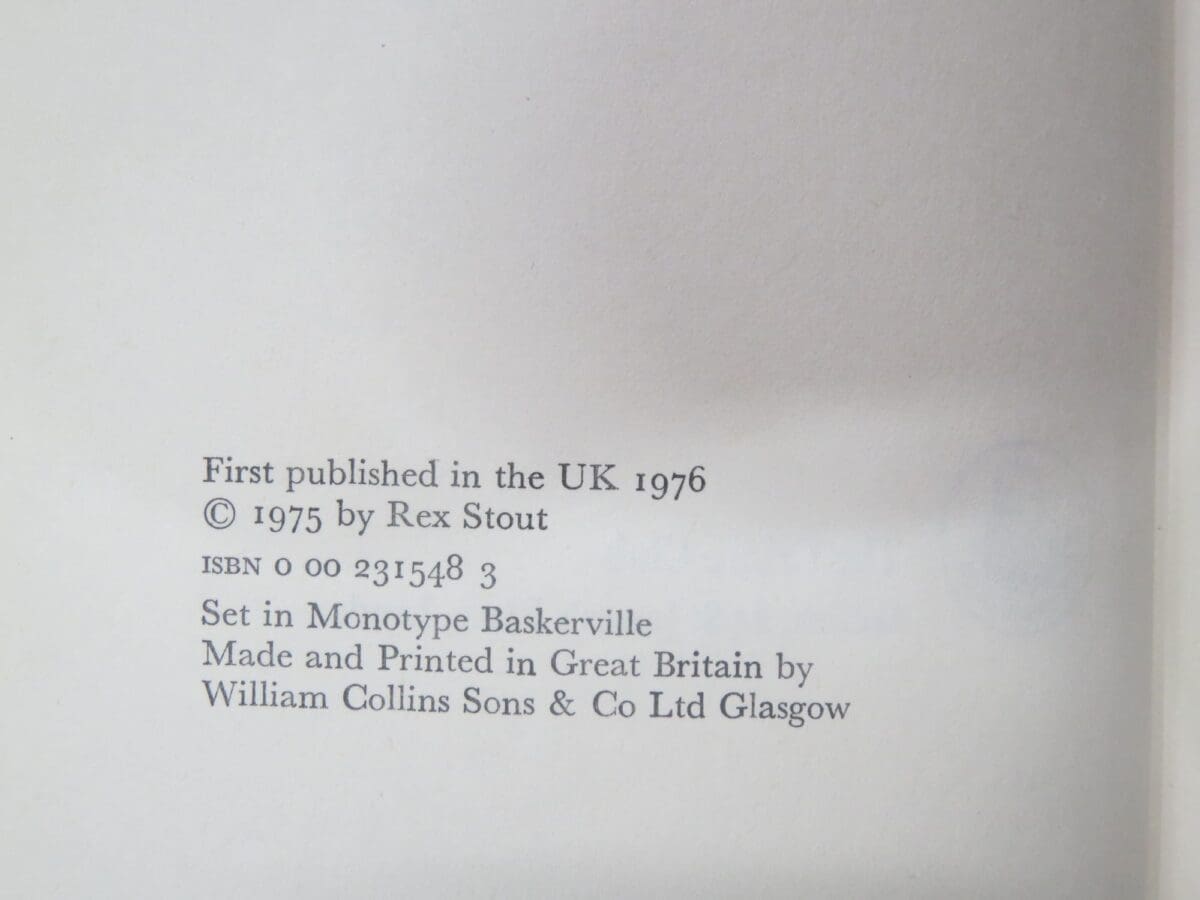 First published in the UK 1976
© 1975 by Rex Stout
ISBN 0 00 231548 3
Set in Monotype Baskerville
Made and Printed in Great Britain by
William Collins Sons & Co Ltd Glasgow